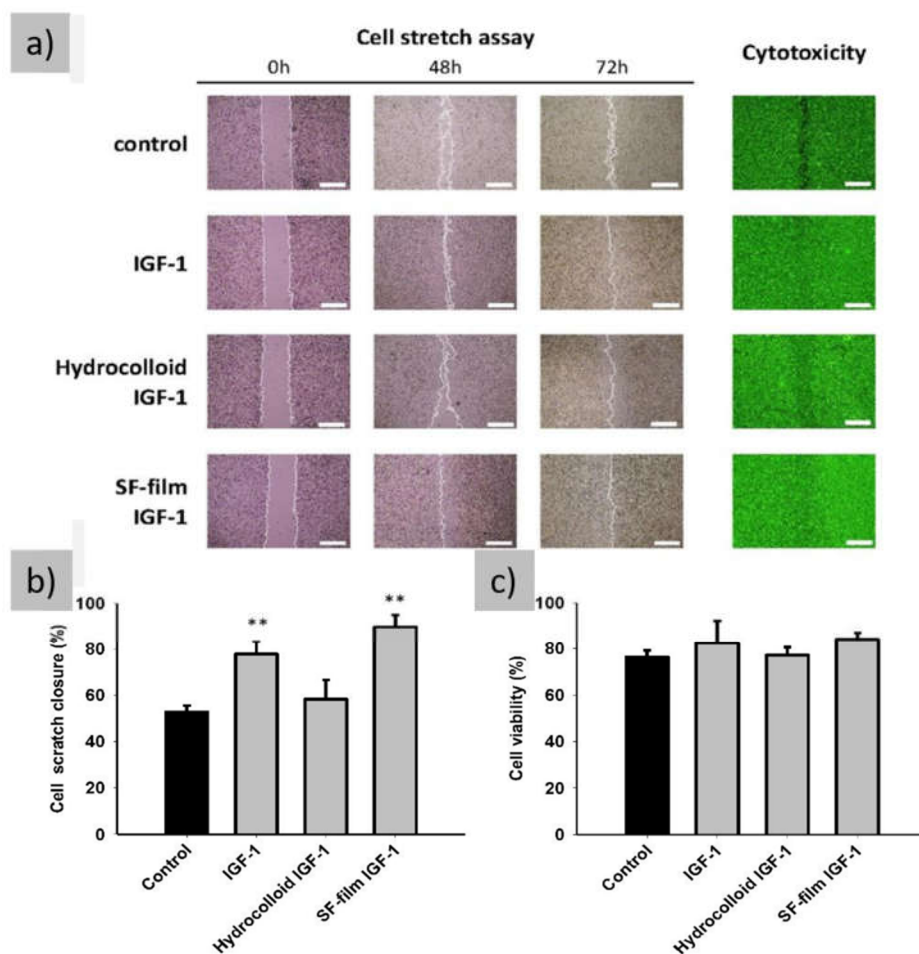 a)
Cell stretch assay
0h
48h
72h
Cytotoxicity
control
IGF-1
Hydrocolloid
IGF-1
SF-film
IGF-1
b)
Cell scratch closure (%)
100
80
60
40
20
0
**
**
Control
IGF-1
Hydrocolloid IGF-1
SF-film IGF-1
c)
Cell viability (%)
100
80
60
40
20
0
Control
IGF-1
Hydrocolloid IGF-1
SF-film IGF-1